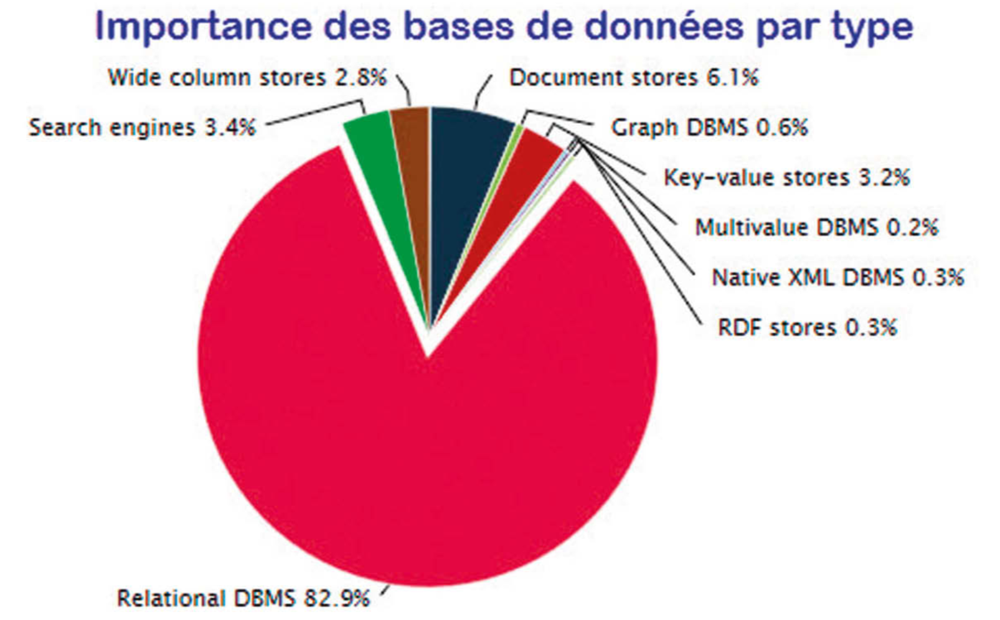 Importance des bases de données par type
Wide column stores 2.8%
Document stores 6.1%
Search engines 3.4%
Graph DBMS 0.6%
Key-value stores 3.2%
Multivalue DBMS 0.2%
Native XML DBMS 0.3%
RDF stores 0.3%
Relational DBMS 82.9%